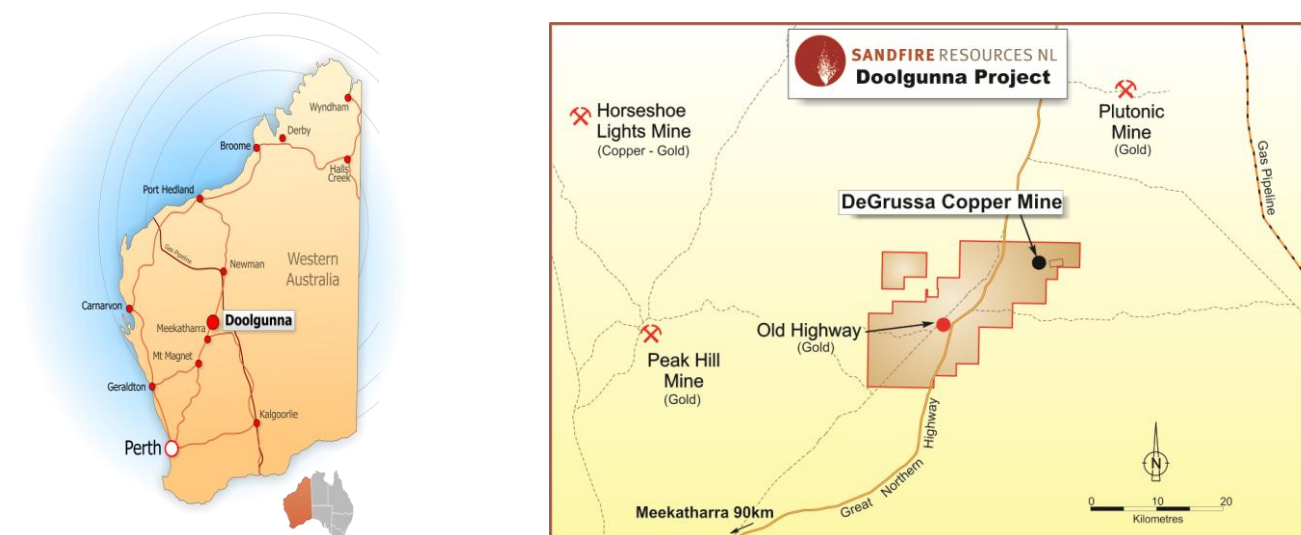 Wyndham
Derby
Broome
Halls
Creek
Port Hedland
Gas Pipeline
Newman
Western
Australia
Carnarvon
Doolgunna
Meekatharra
Mt Magnet
Geraldton
Kalgoorlie
Perth
SANDFIRE RESOURCES NL
Doolgunna Project
Horseshoe
Lights Mine
(Copper - Gold)
Plutonic
Mine
(Gold)
Gas Pipeline
DeGrussa Copper Mine
Old Highway
(Gold)
Peak Hill
Mine
(Gold)
Great Northern Highway
N
0 10 20
Kilometres
Meekatharra 90km